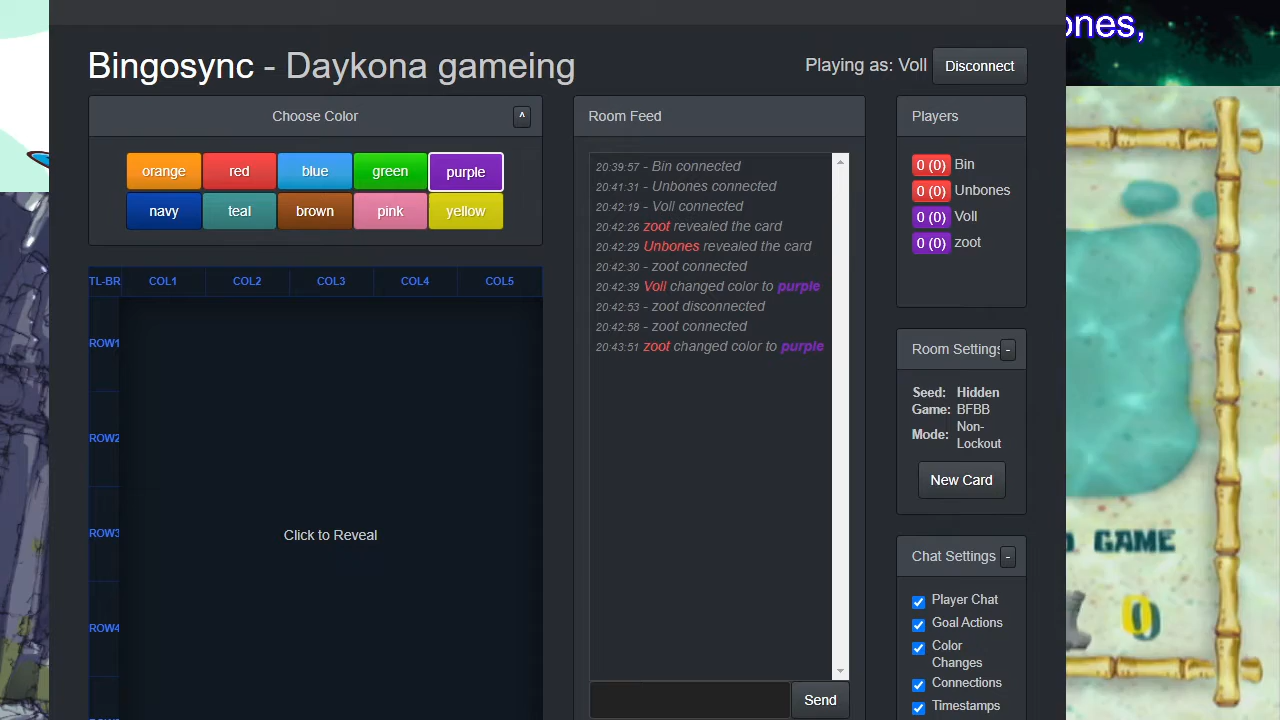 ones,
Bingosync - Daykona gameing
Playing as: Voll
Disconnect
Choose Color
^
orange
red
blue
green
purple
navy
teal
brown
pink
yellow
TL-BR
COL1
COL2
COL3
COL4
COL5
ROW1
ROW2
ROW3
ROW4
Click to Reveal
Room Feed
20:39:57 - Bin connected
20:41:31 - Unbones connected
20:42:19 - Voll connected
20:42:26 zoot revealed the card
20:42:29 Unbones revealed the card
20:42:30 - zoot connected
20:42:39 Voll changed color to purple
20:42:53 - zoot disconnected
20:42:58 - zoot connected
20:43:51 zoot changed color to purple
Send
Players
0 (0) Bin
0 (0) Unbones
0 (0) Voll
0 (0) zoot
Room Settings
-
Seed: Hidden
Game: BFBB
Mode: Non-
Lockout
New Card
Chat Settings
-
Player Chat
Goal Actions
Color
Changes
Connections
Timestamps
GAME
0